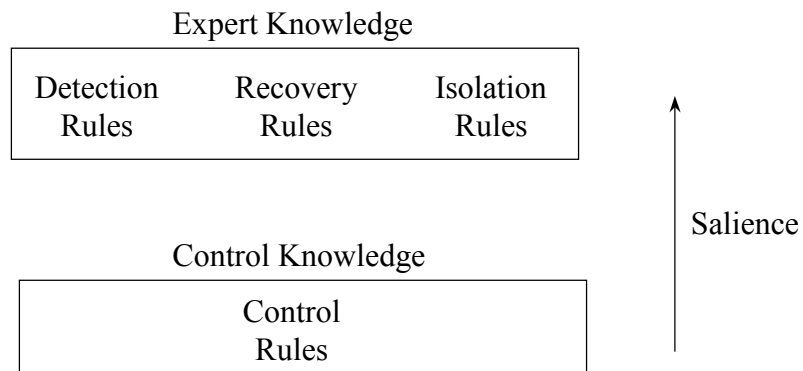 Expert Knowledge
Detection Recovery Isolation
Rules Rules Rules
Salience
Control Knowledge
Control
Rules